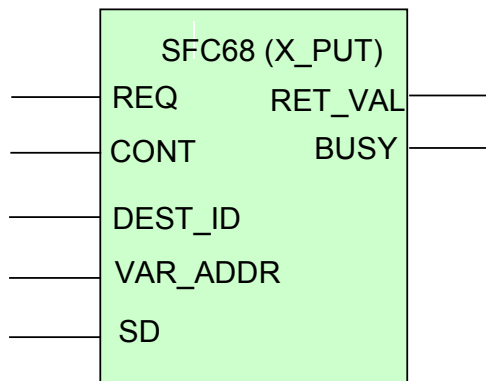 SFC68 (X_PUT)
REQ RET_VAL
CONT BUSY
DEST_ID
VAR_ADDR
SD